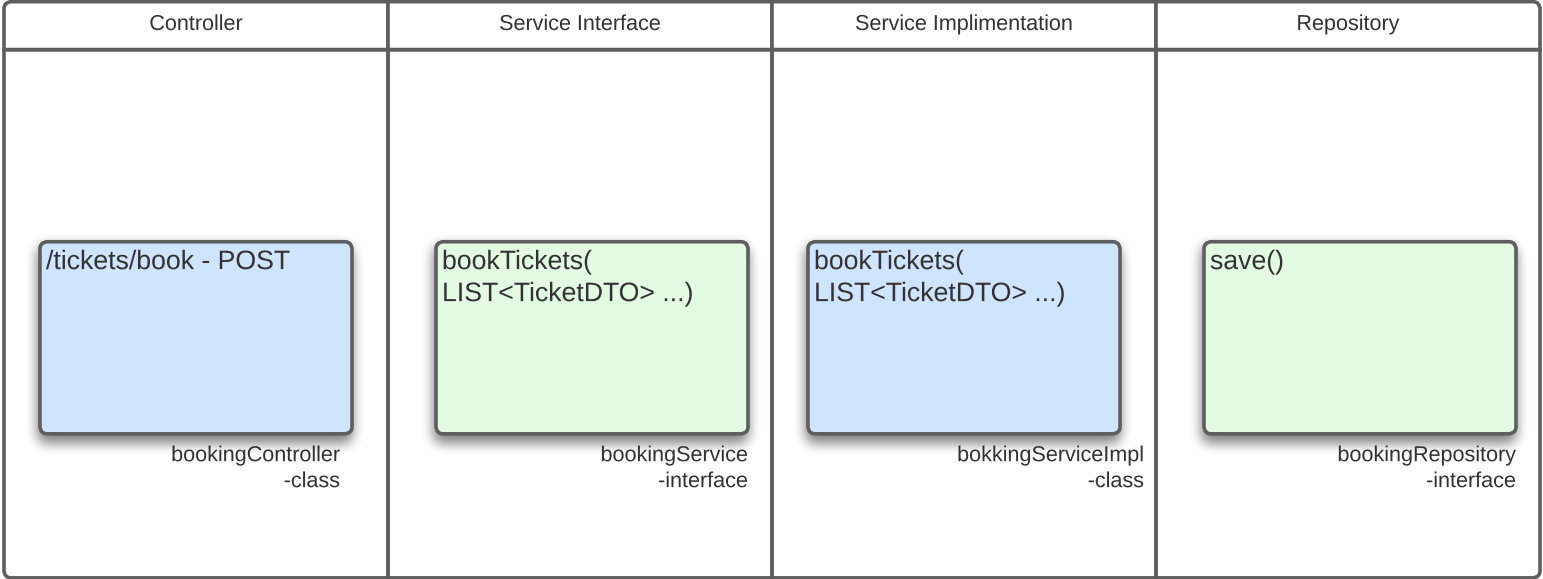 Controller
Service Interface
Service Implimentation
Repository
/tickets/book - POST
bookingController
-class
bookTickets(
LIST<TicketDTO> ...)
bookingService
-interface
bookTickets(
LIST<TicketDTO> ...)
bokkingServiceImpl
-class
save()
bookingRepository
-interface